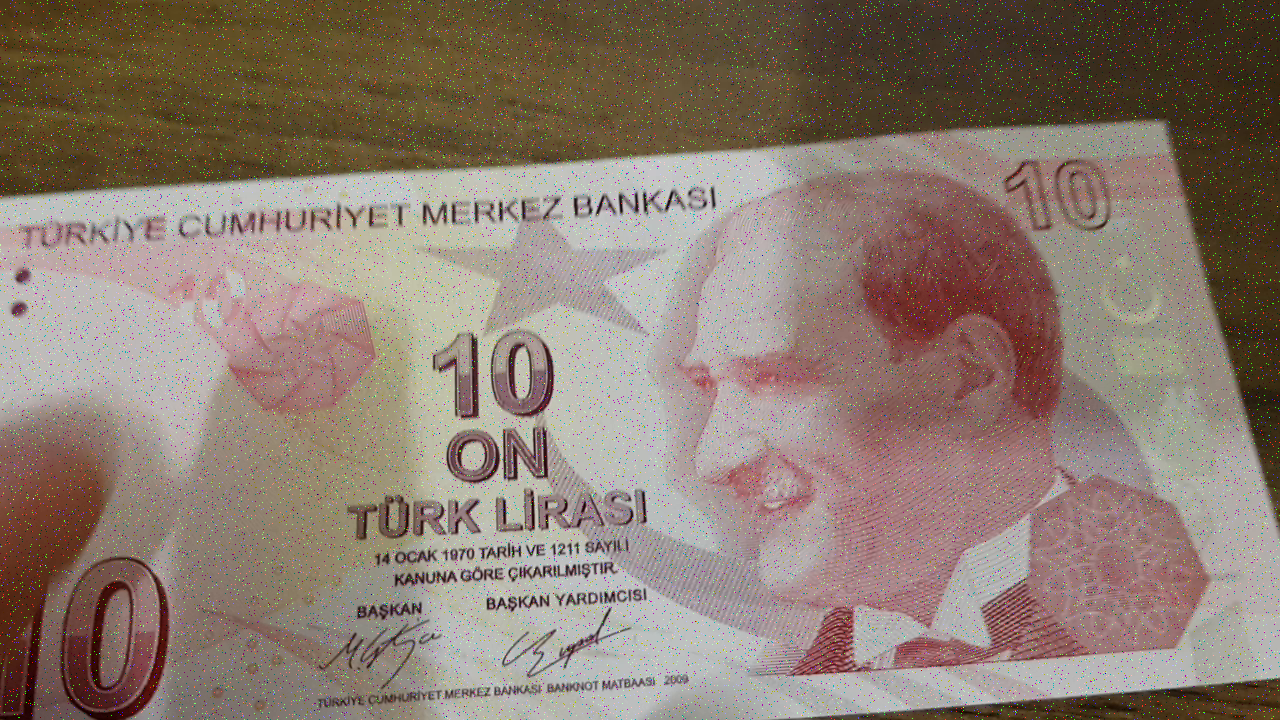 TÜRKİYE CUMHURİYET MERKEZ BANKASI
10
10
ON
TÜRK LİRASI
14 OCAK 1970 TARİH VE 1211 SAYILI
KANUNA GÖRE ÇIKARILMIŞTIR.
BAŞKAN BAŞKAN YARDIMCISI
10
TÜRKİYE CUMHURİYET MERKEZ BANKASI BANKNOT MATBAASI 2009